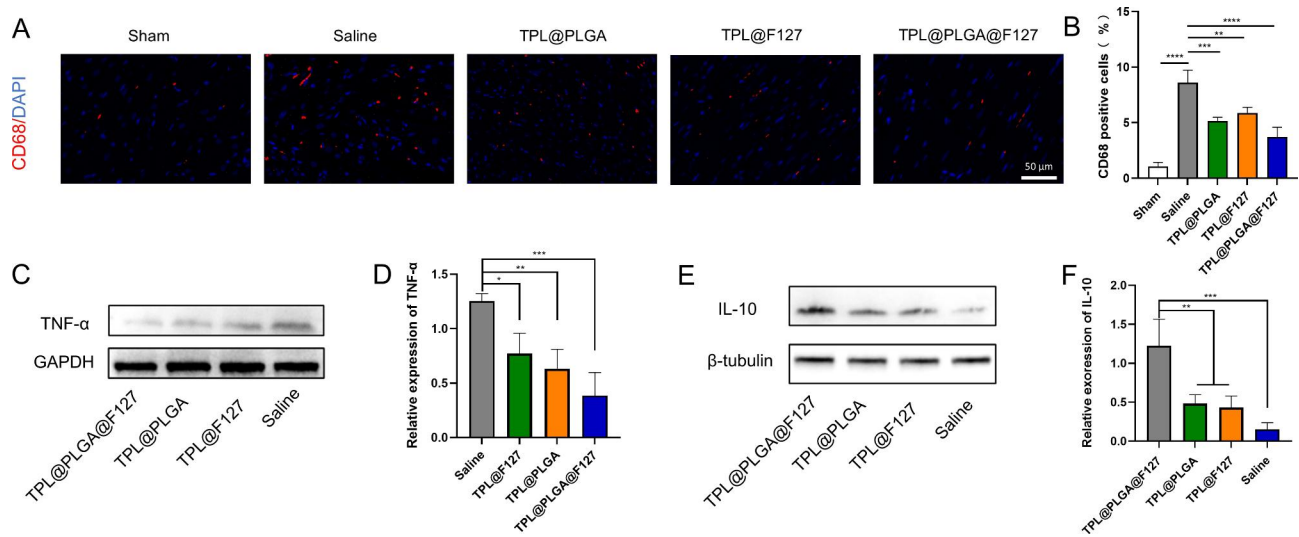 A
Sham
Saline
TPL@PLGA
TPL@F127
TPL@PLGA@F127
CD68/DAPI
50 μm
B
CD68 positive cells（%）
15
10
5
0
****
**
***
****
Sham
Saline
TPL@PLGA
TPL@F127
TPL@PLGA@F127
C
TNF-α
GAPDH
TPL@PLGA@F127
TPL@PLGA
TPL@F127
Saline
D
Relative expression of TNF-α
1.5
1.0
0.5
0.0
***
**
*
Saline
TPL@F127
TPL@PLGA
TPL@PLGA@F127
E
IL-10
β-tubulin
TPL@PLGA@F127
TPL@PLGA
TPL@F127
Saline
F
Relative exoression of IL-10
2.0
1.5
1.0
0.5
0.0
***
**
TPL@PLGA@F127
TPL@PLGA
TPL@F127
Saline